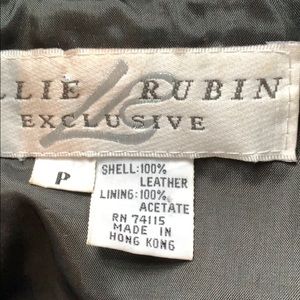 LLIE RUBIN
EXCLUSIVE
P
SHELL:100%
LEATHER
LINING:100%
ACETATE
RN 74115
MADE IN
HONG KONG